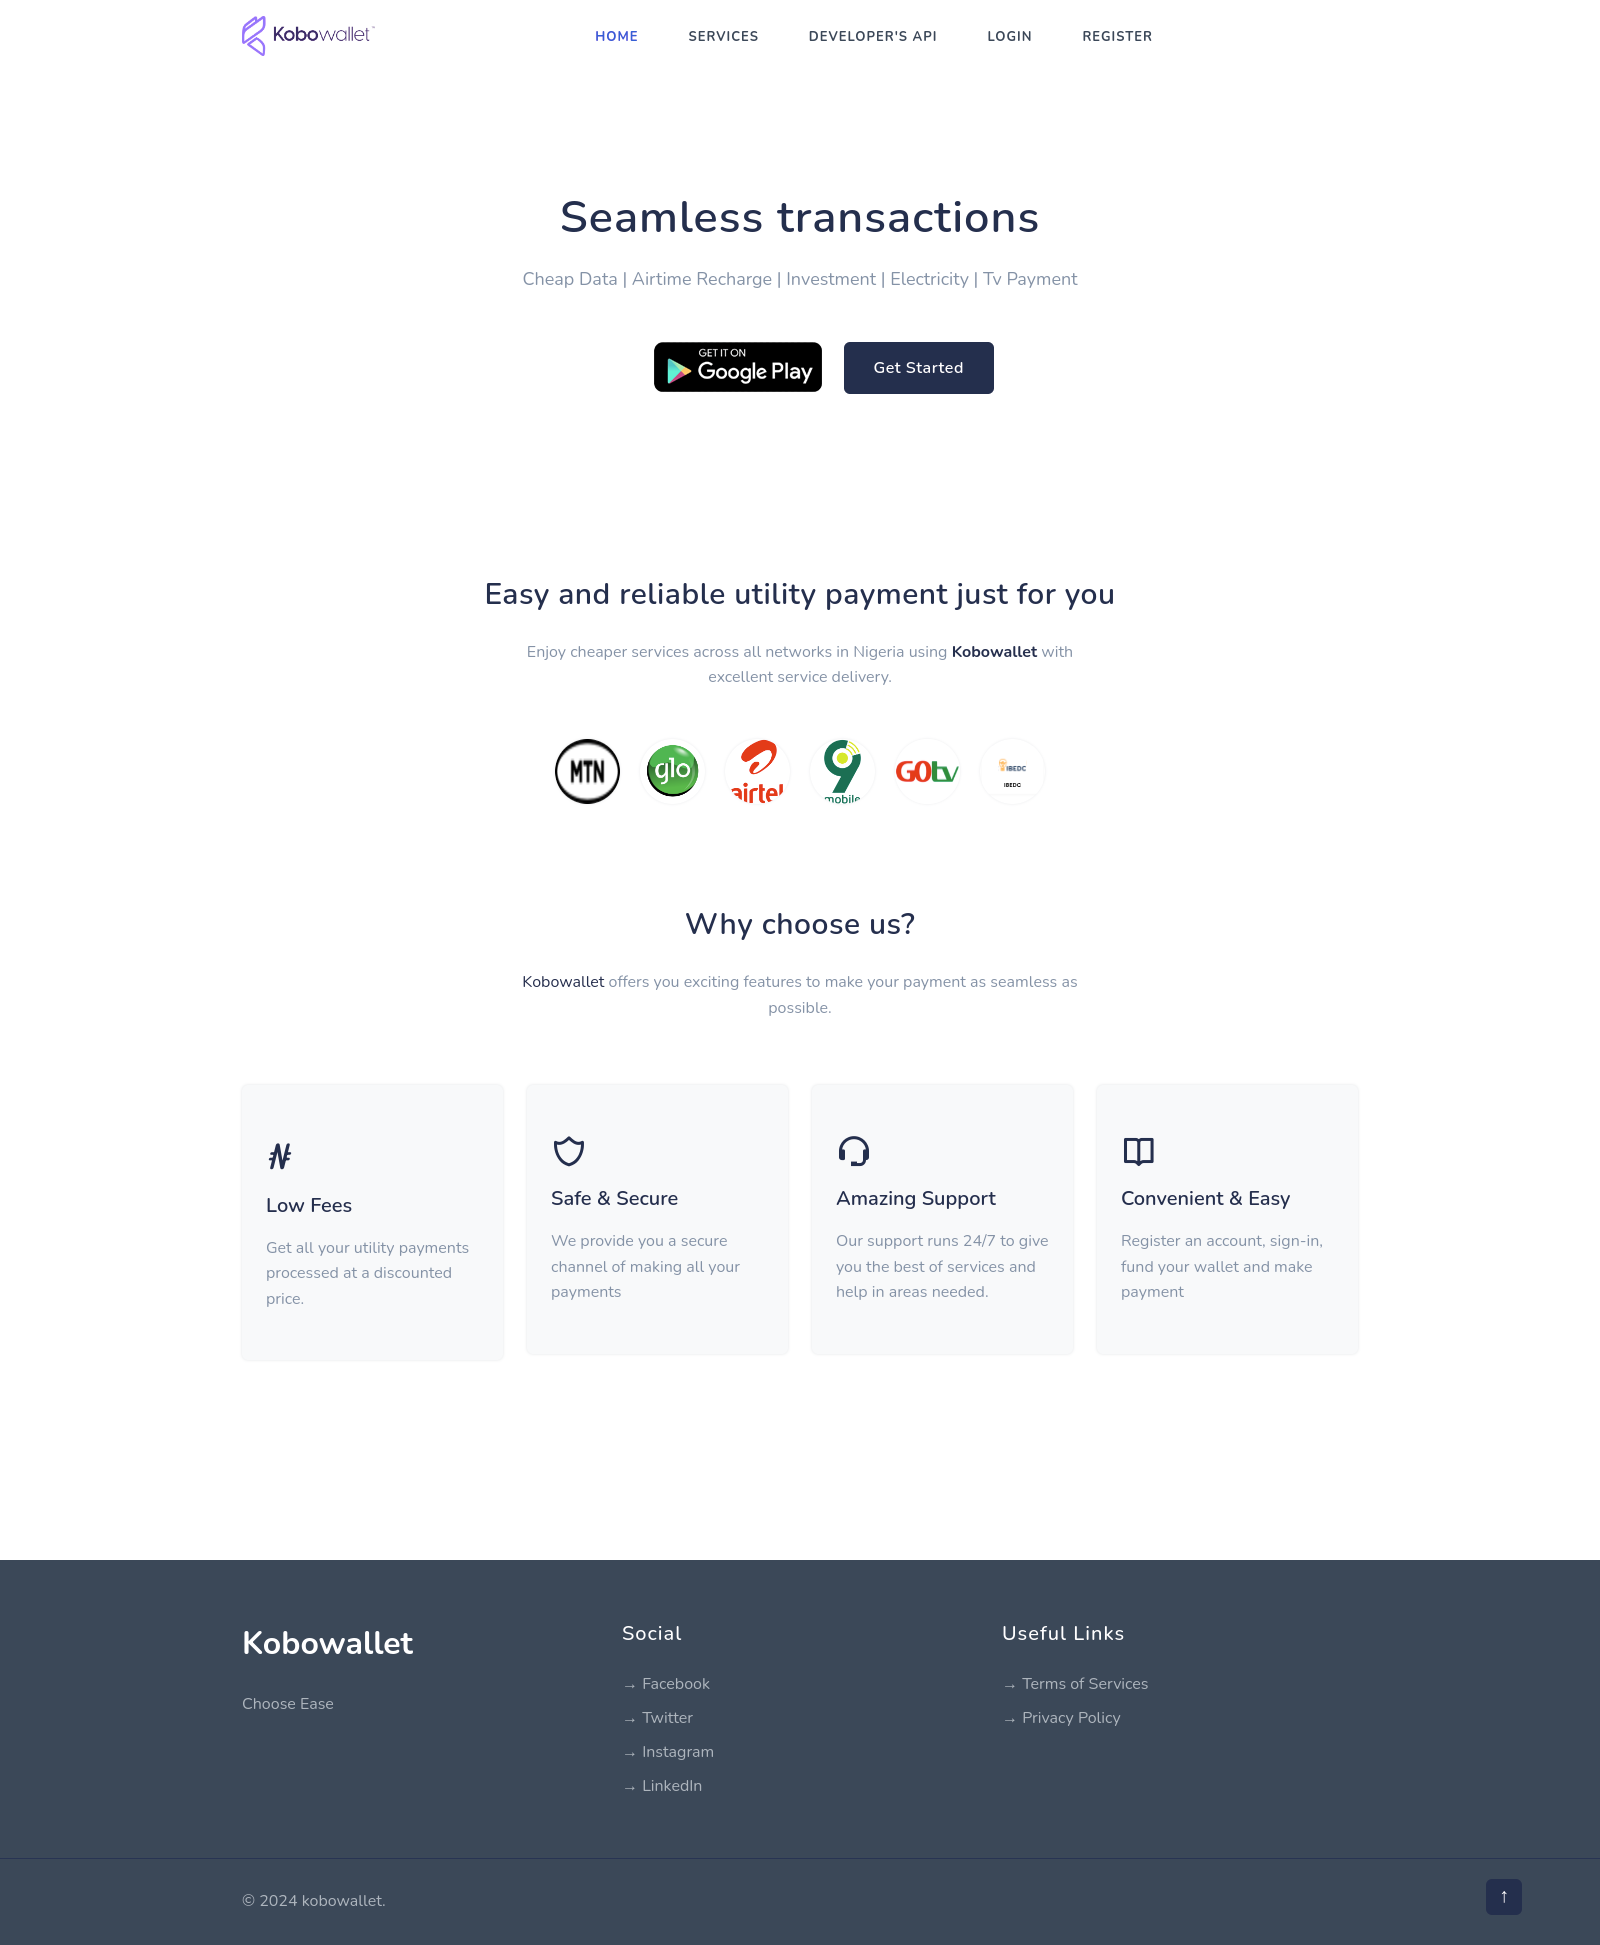 Kobowallet
HOME SERVICES DEVELOPER'S API LOGIN REGISTER
Seamless transactions
Cheap Data | Airtime Recharge | Investment | Electricity | Tv Payment
GET IT ON
Google Play
Get Started
Easy and reliable utility payment just for you
Enjoy cheaper services across all networks in Nigeria using Kobowallet with
excellent service delivery.
MTN
glo
airtel
9
mobile
GOtv
IBEDC
IBEDC
Why choose us?
Kobowallet offers you exciting features to make your payment as seamless as
possible.
Low Fees
Get all your utility payments
processed at a discounted
price.
Safe & Secure
We provide you a secure
channel of making all your
payments
Amazing Support
Our support runs 24/7 to give
you the best of services and
help in areas needed.
Convenient & Easy
Register an account, sign-in,
fund your wallet and make
payment
Kobowallet
Choose Ease
Social
→ Facebook
→ Twitter
→ Instagram
→ LinkedIn
Useful Links
→ Terms of Services
→ Privacy Policy
© 2024 kobowallet.
↑